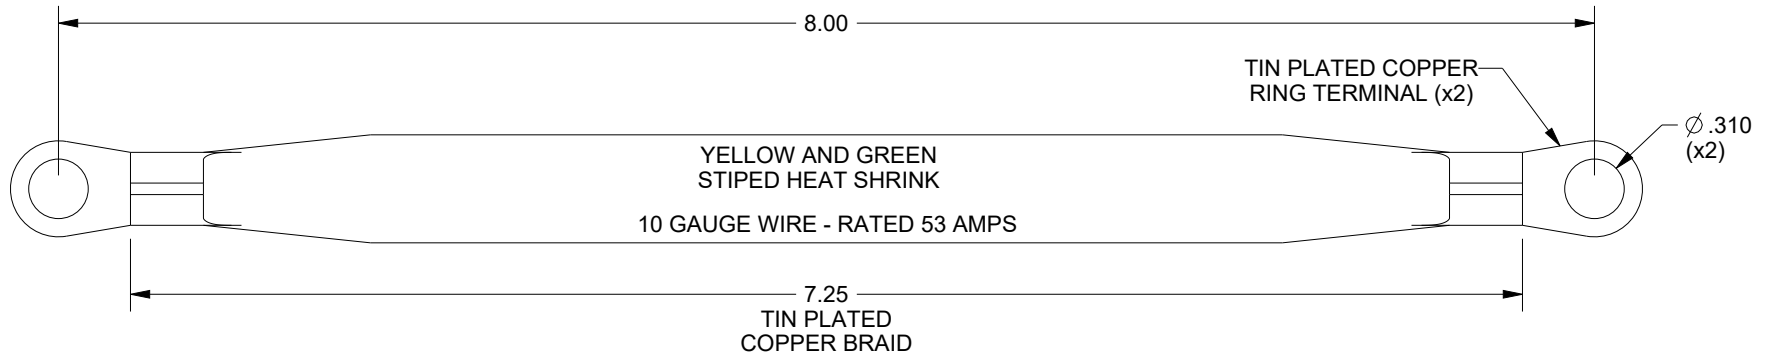 8.00
TIN PLATED COPPER
RING TERMINAL (x2)
⌀ .310
(x2)
YELLOW AND GREEN
STIPED HEAT SHRINK
10 GAUGE WIRE - RATED 53 AMPS
7.25
TIN PLATED
COPPER BRAID